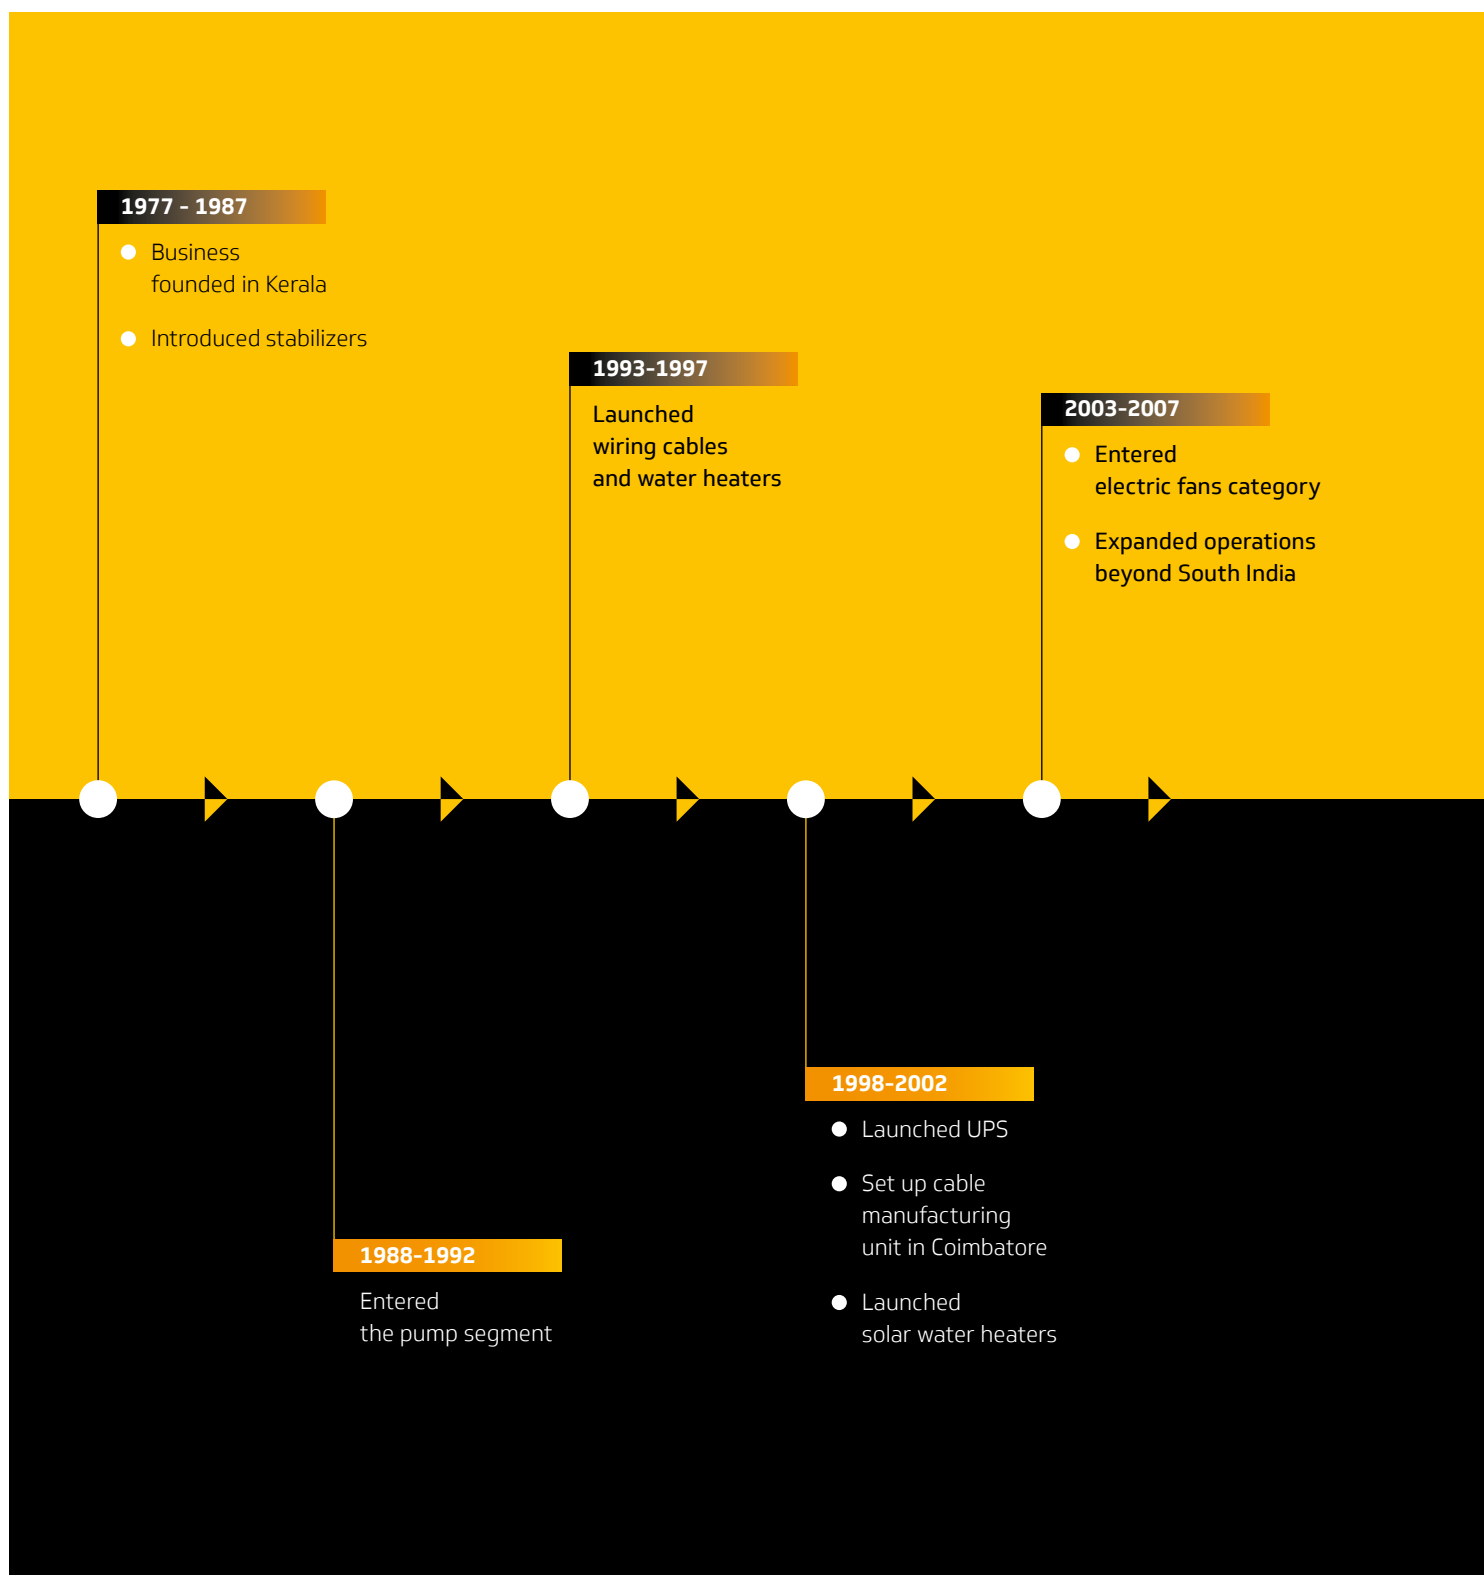 1977 - 1987
Business
founded in Kerala
Introduced stabilizers
1993-1997
Launched
wiring cables
and water heaters
2003-2007
Entered
electric fans category
Expanded operations
beyond South India
1988-1992
Entered
the pump segment
1998-2002
Launched UPS
Set up cable
manufacturing
unit in Coimbatore
Launched
solar water heaters